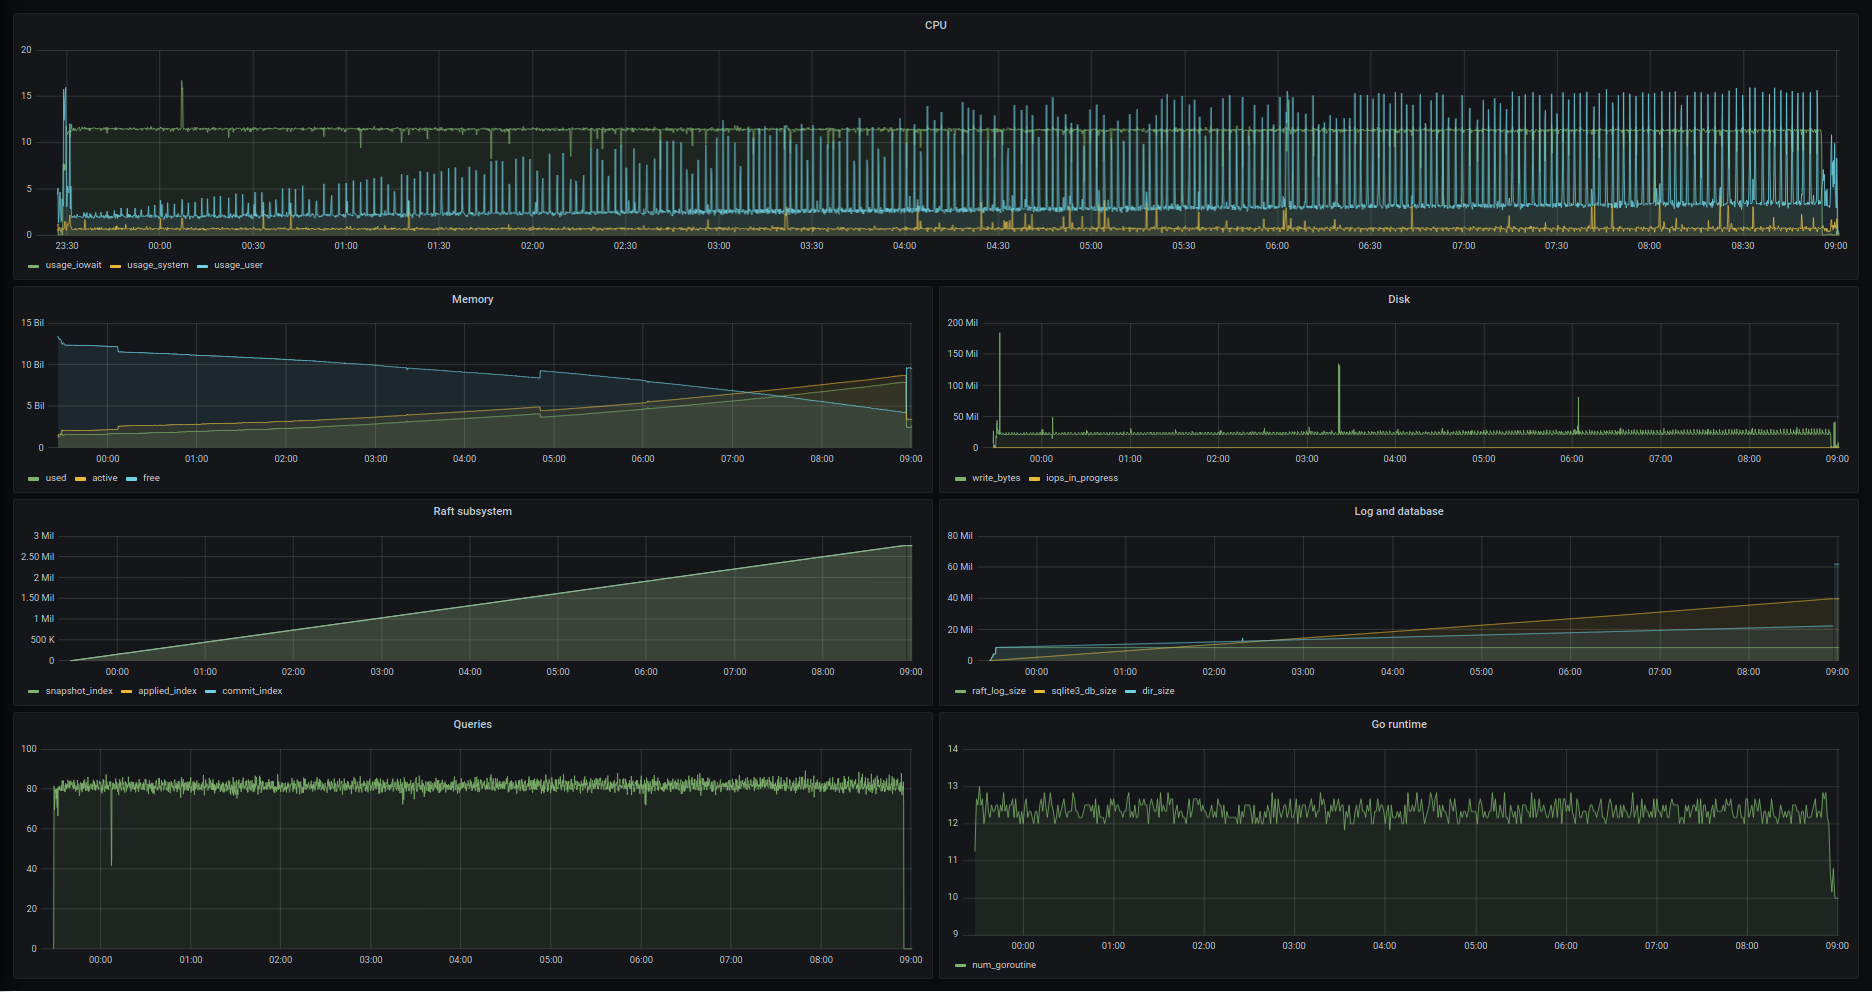 CPU
20
15
10
5
0
23:30 00:00 00:30 01:00 01:30 02:00 02:30 03:00 03:30 04:00 04:30 05:00 05:30 06:00 06:30 07:00 07:30 08:00 08:30 09:00
usage_iowait usage_system usage_user
Memory
15 Bil
10 Bil
5 Bil
0
00:00 01:00 02:00 03:00 04:00 05:00 06:00 07:00 08:00 09:00
used active free
Disk
200 Mil
150 Mil
100 Mil
50 Mil
0
00:00 01:00 02:00 03:00 04:00 05:00 06:00 07:00 08:00 09:00
write_bytes iops_in_progress
Raft subsystem
3 Mil
2.50 Mil
2 Mil
1.50 Mil
1 Mil
500 K
0
00:00 01:00 02:00 03:00 04:00 05:00 06:00 07:00 08:00 09:00
snapshot_index applied_index commit_index
Log and database
80 Mil
60 Mil
40 Mil
20 Mil
0
00:00 01:00 02:00 03:00 04:00 05:00 06:00 07:00 08:00 09:00
raft_log_size sqlite3_db_size dir_size
Queries
100
80
60
40
20
0
00:00 01:00 02:00 03:00 04:00 05:00 06:00 07:00 08:00 09:00
Go runtime
14
13
12
11
10
9
00:00 01:00 02:00 03:00 04:00 05:00 06:00 07:00 08:00 09:00
num_goroutine